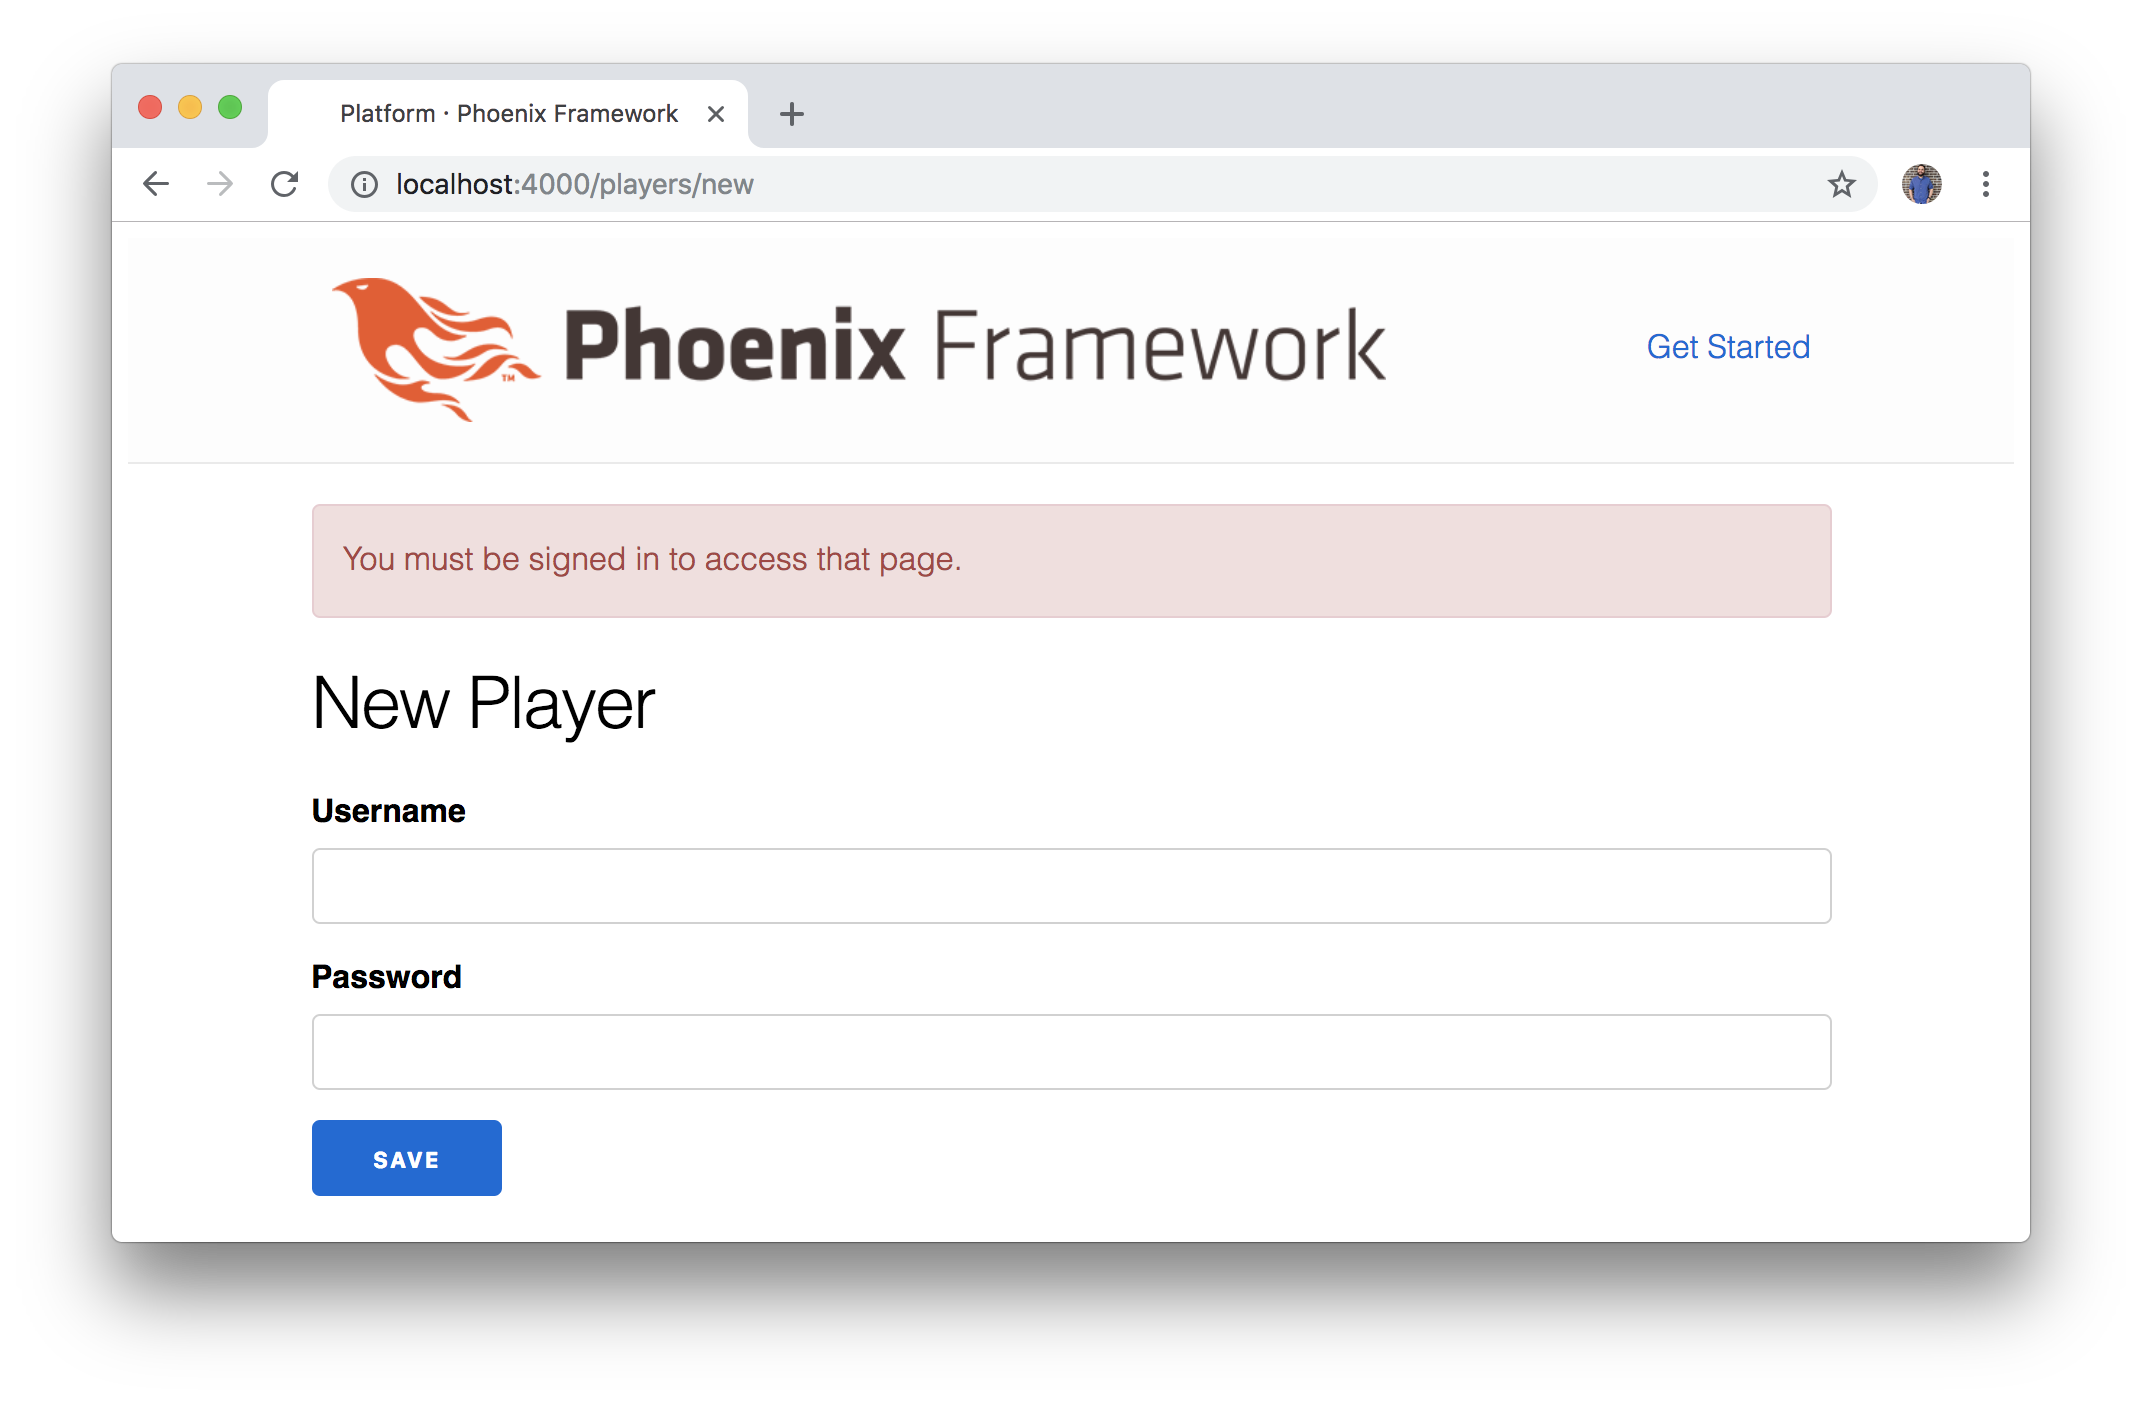 Platform · Phoenix Framework
localhost:4000/players/new
Phoenix Framework
TM
Get Started
You must be signed in to access that page.
New Player
Username
Password
SAVE